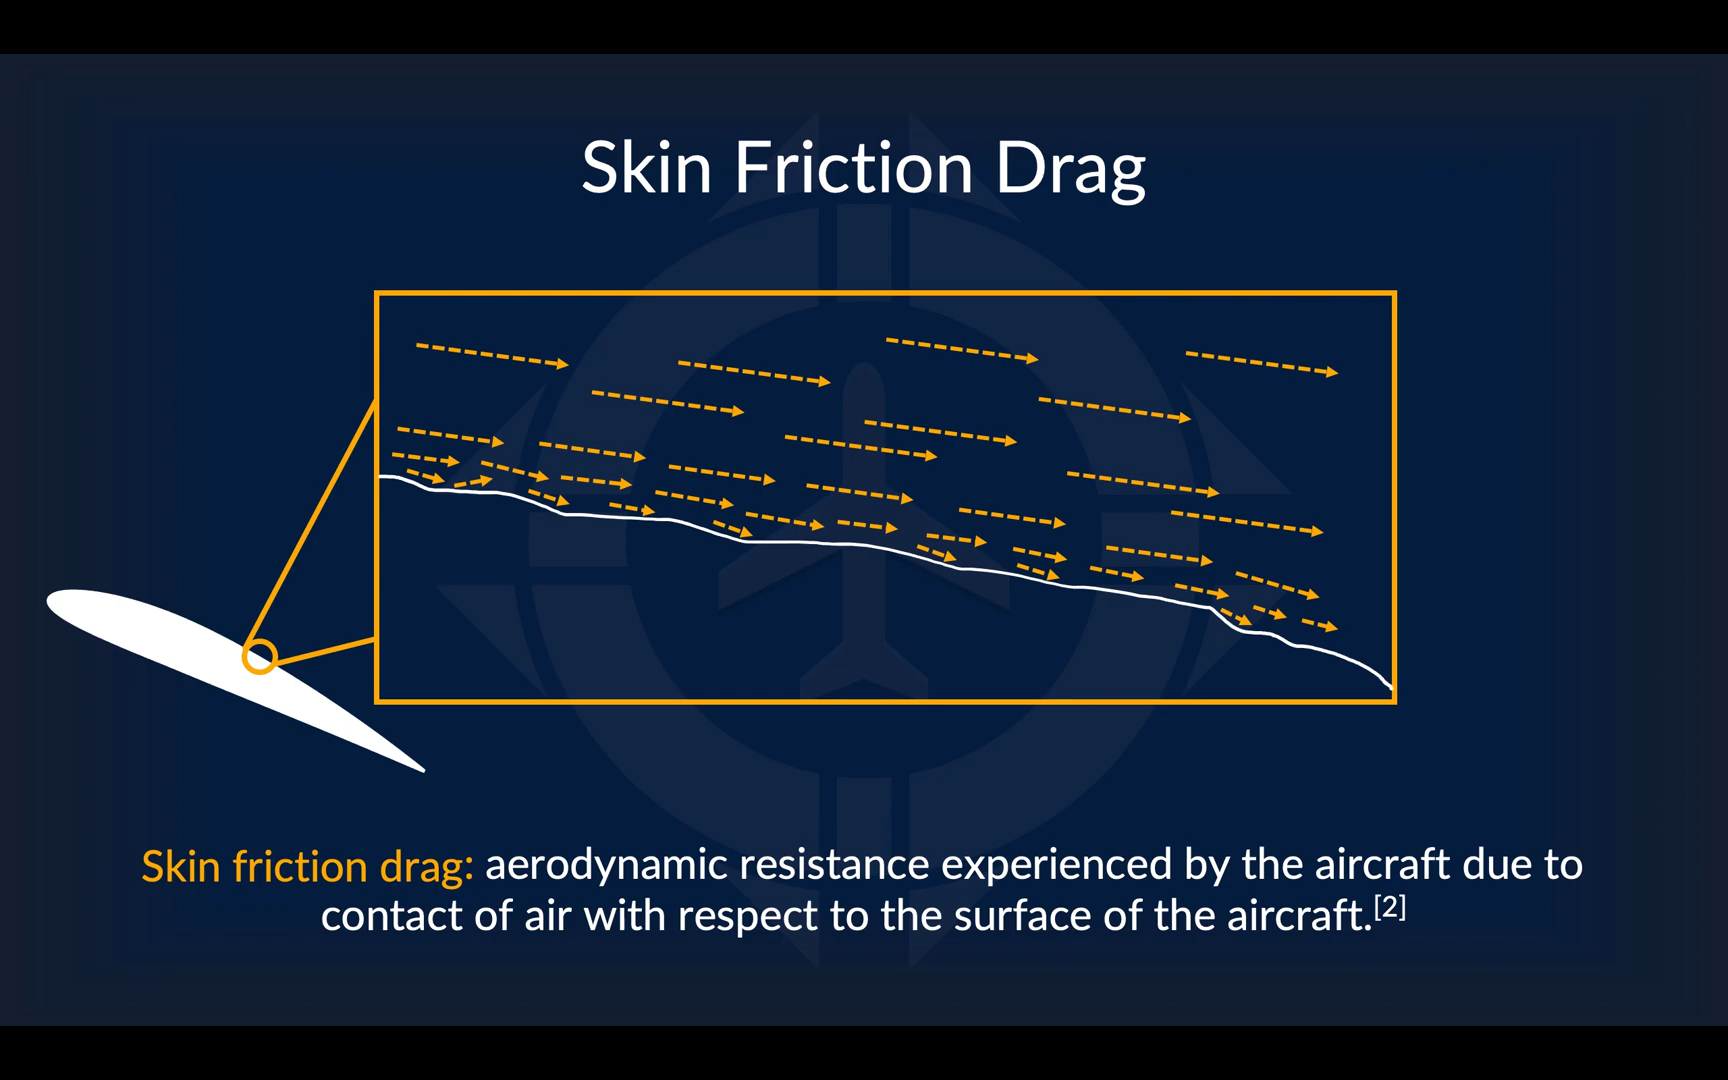 Skin Friction Drag
Skin friction drag: aerodynamic resistance experienced by the aircraft due to
contact of air with respect to the surface of the aircraft.[2]